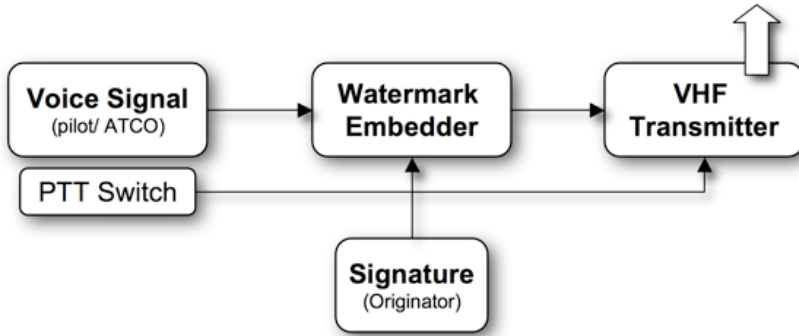 Voice Signal
(pilot/ ATCO)
Watermark
Embedder
VHF
Transmitter
PTT Switch
Signature
(Originator)